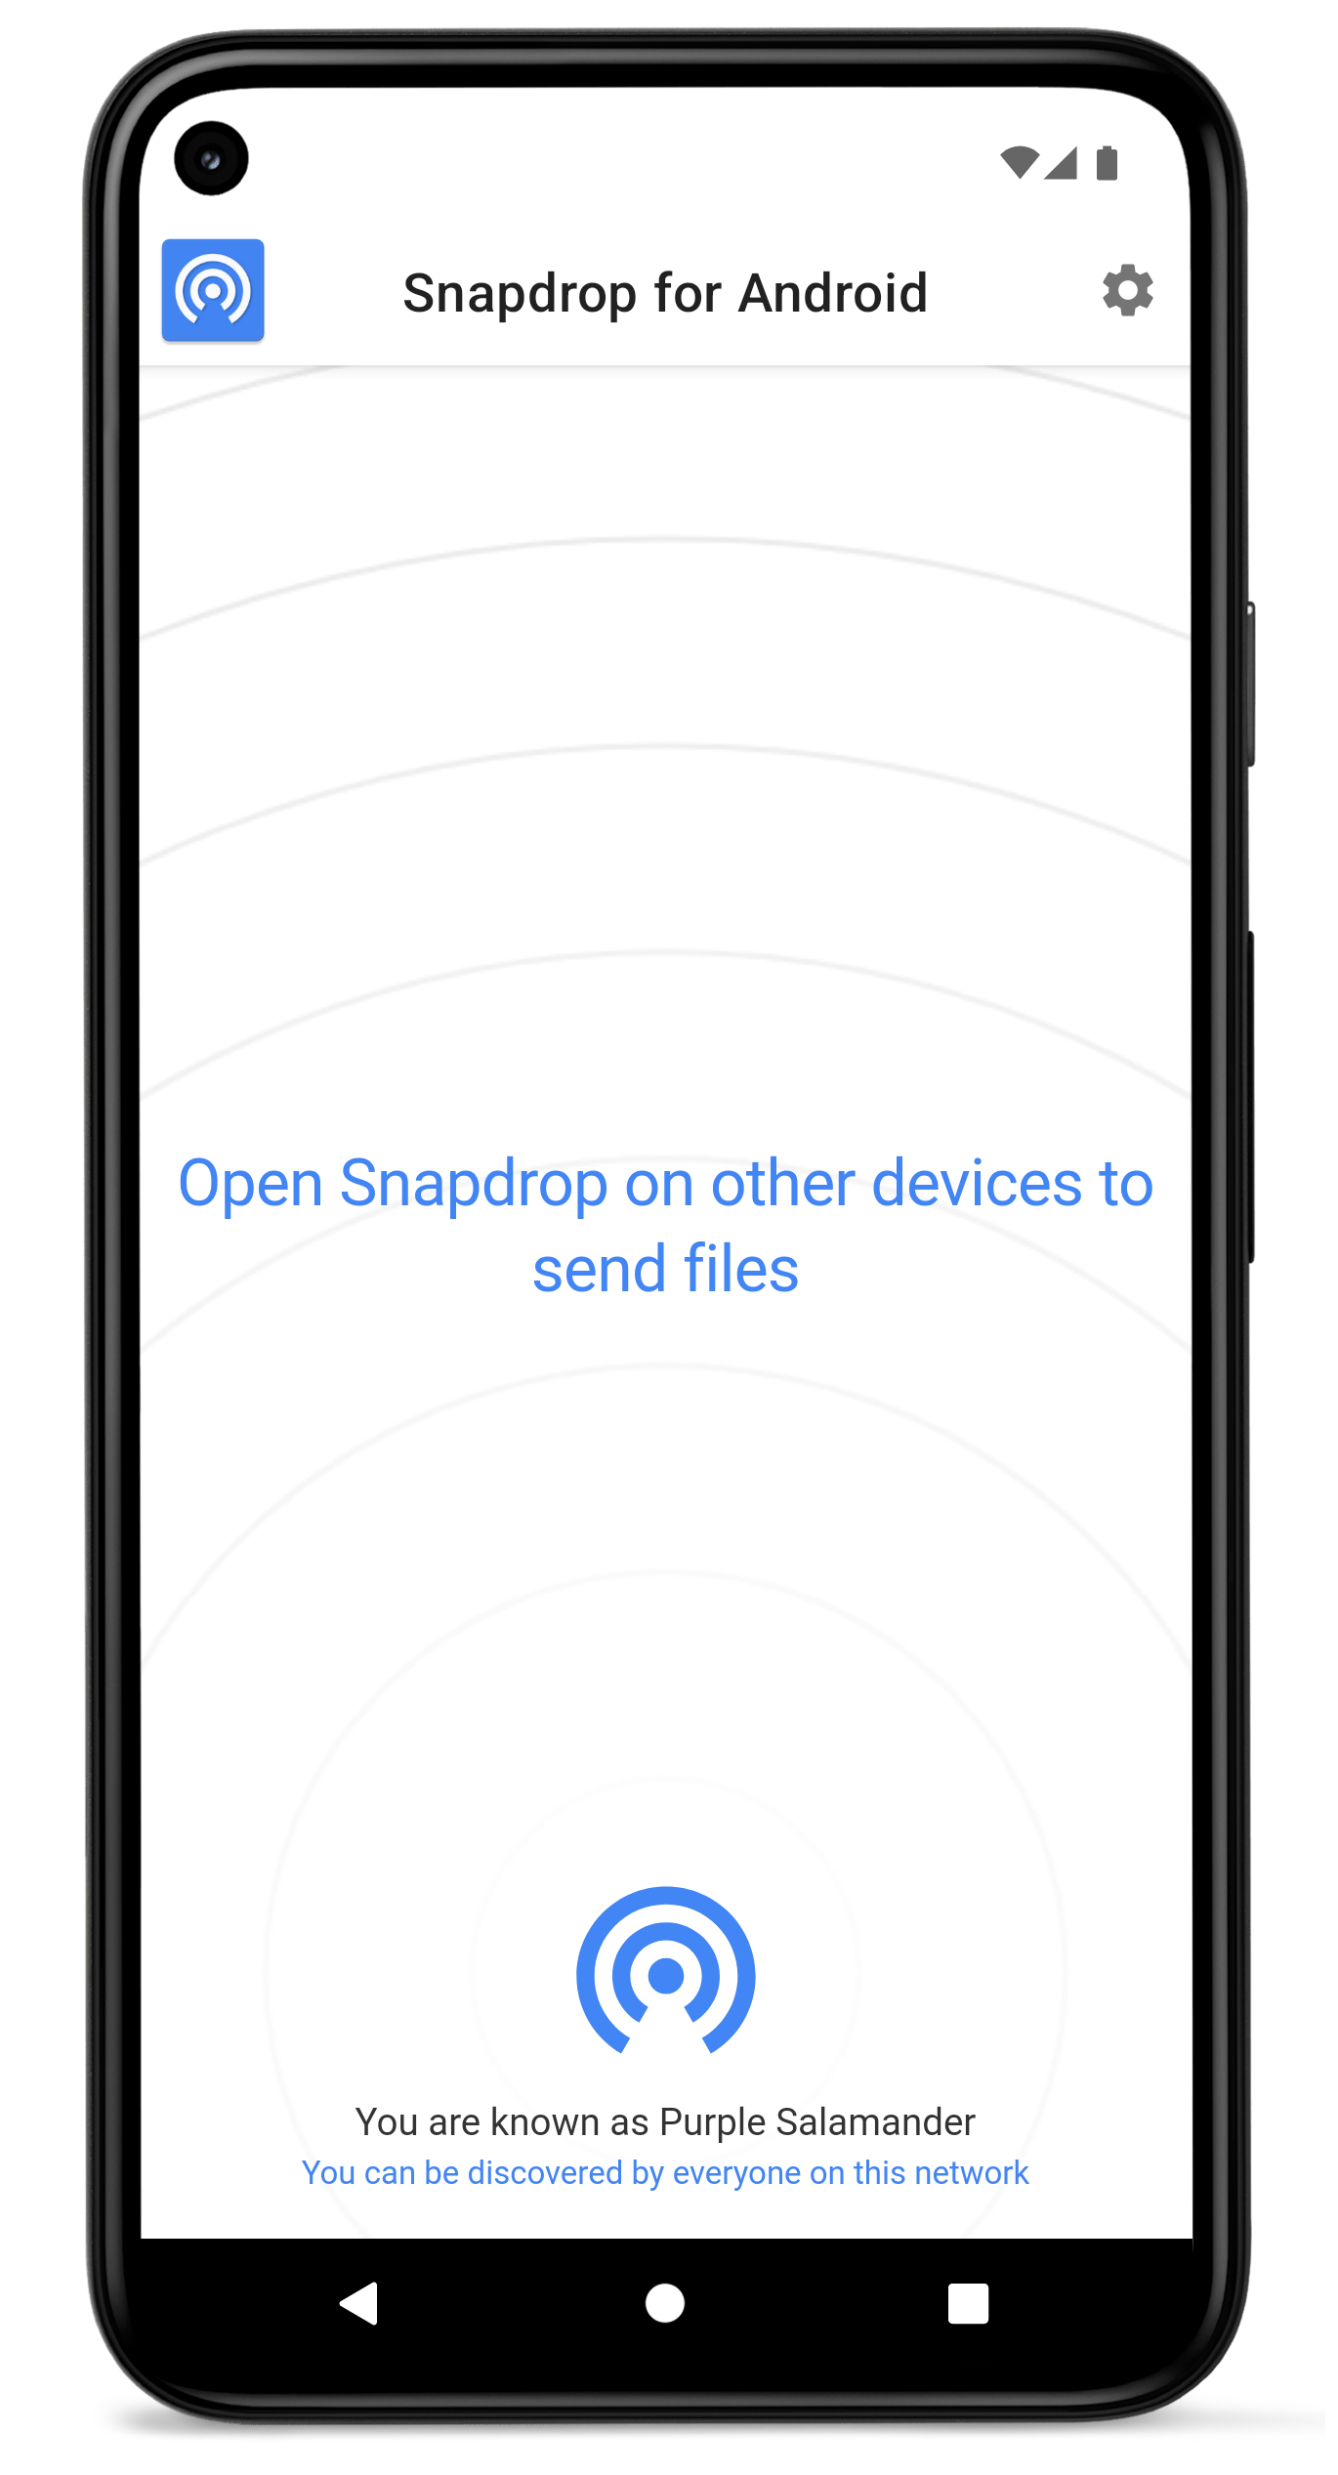 Snapdrop for Android
Open Snapdrop on other devices to
send files
You are known as Purple Salamander
You can be discovered by everyone on this network